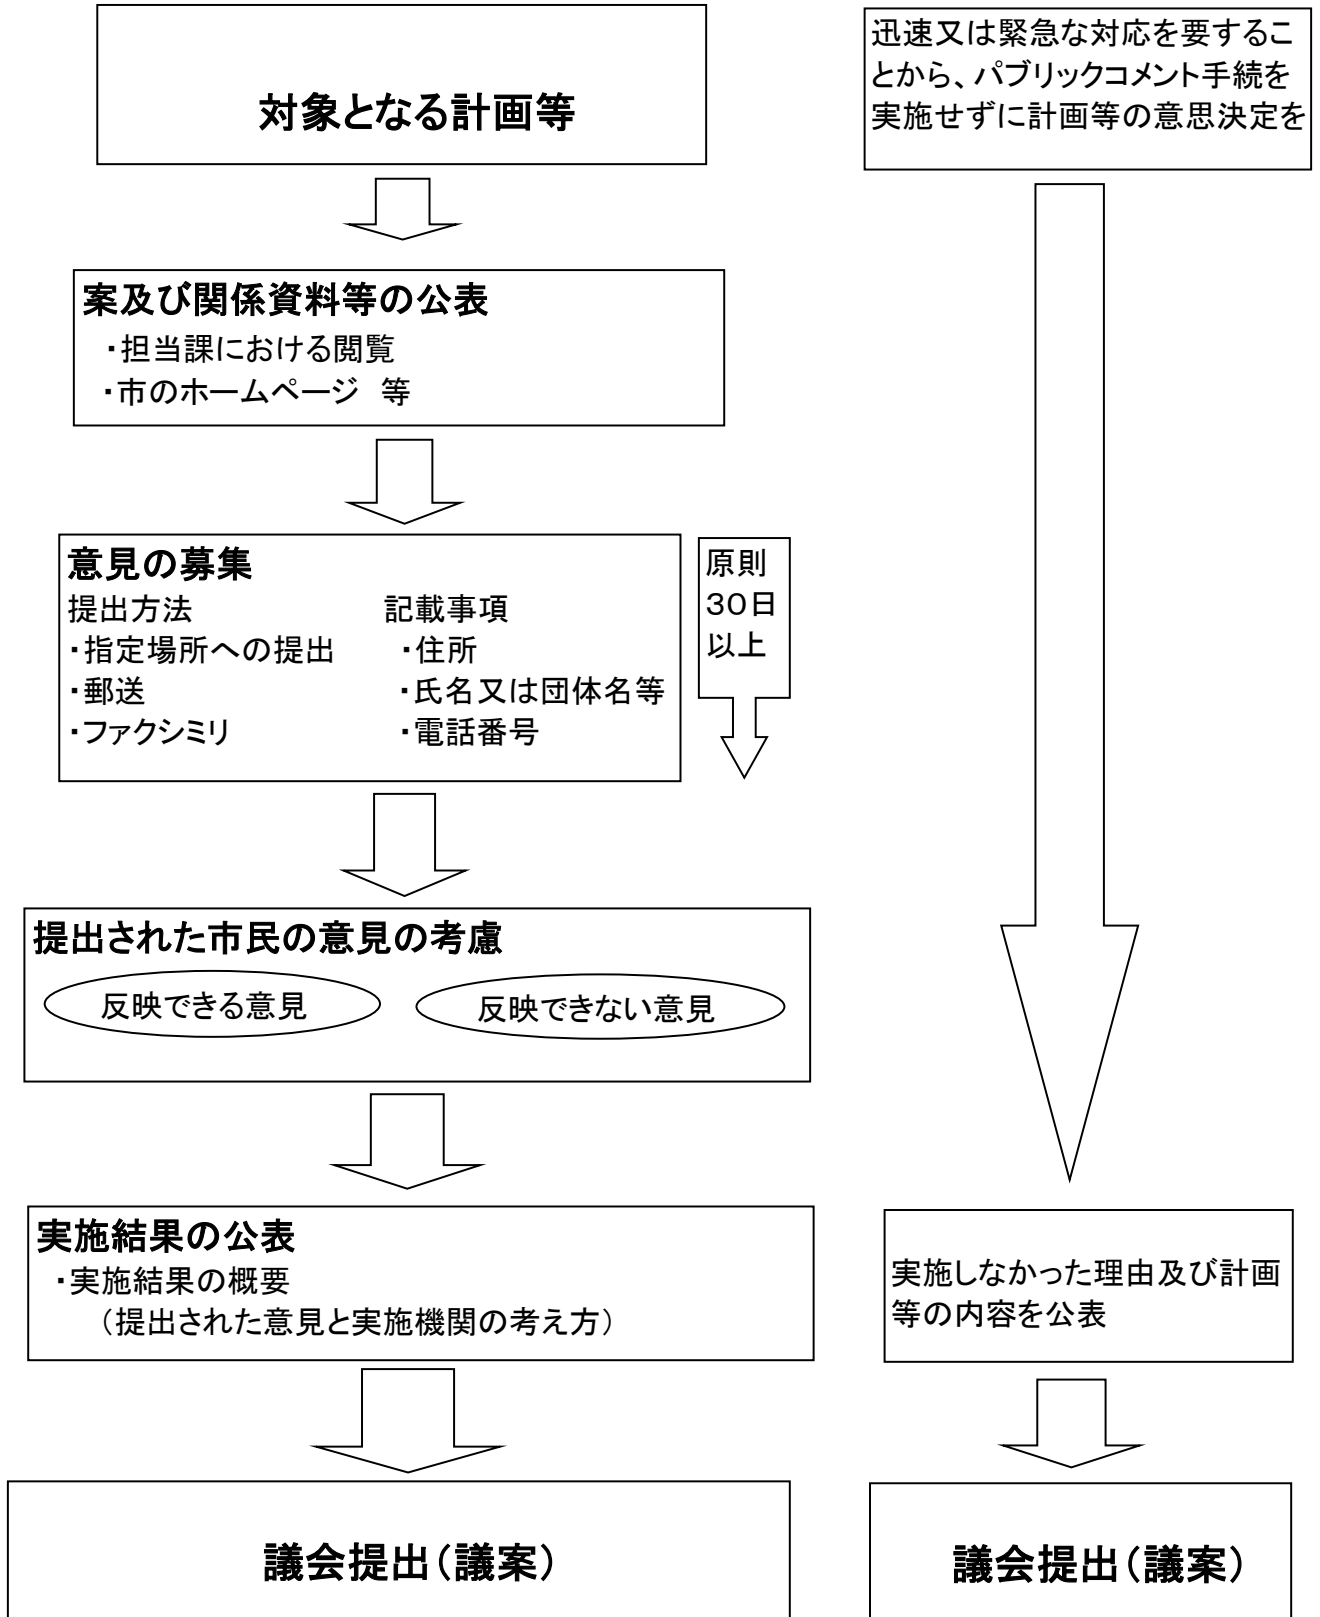 対象となる計画等
案及び関係資料等の公表
・担当課における閲覧
・市のホームページ　等
意見の募集
提出方法
・指定場所への提出
・郵送
・ファクシミリ
記載事項
・住所
・氏名又は団体名等
・電話番号
原則
30日
以上
提出された市民の意見の考慮
反映できる意見
反映できない意見
実施結果の公表
・実施結果の概要
（提出された意見と実施機関の考え方）
議会提出（議案）
迅速又は緊急な対応を要するこ
とから、パブリックコメント手続を
実施せずに計画等の意思決定を
実施しなかった理由及び計画
等の内容を公表
議会提出（議案）